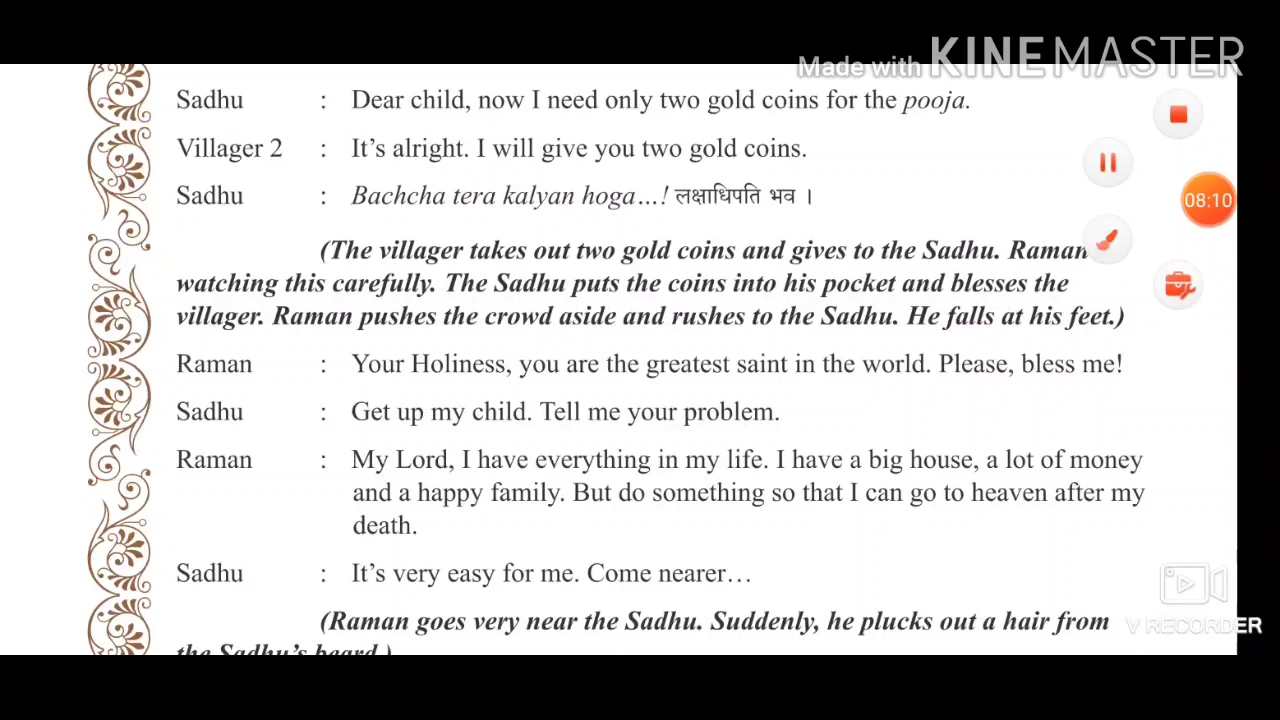 Made with KINEMASTER
Sadhu : Dear child, now I need only two gold coins for the pooja.
Villager 2 : It's alright. I will give you two gold coins.
Sadhu : Bachcha tera kalyan hoga...! लक्षाधिपति भव ।
08:10
(The villager takes out two gold coins and gives to the Sadhu. Raman
watching this carefully. The Sadhu puts the coins into his pocket and blesses the
villager. Raman pushes the crowd aside and rushes to the Sadhu. He falls at his feet.)
Raman : Your Holiness, you are the greatest saint in the world. Please, bless me!
Sadhu : Get up my child. Tell me your problem.
Raman : My Lord, I have everything in my life. I have a big house, a lot of money
and a happy family. But do something so that I can go to heaven after my
death.
Sadhu : It's very easy for me. Come nearer...
(Raman goes very near the Sadhu. Suddenly, he plucks out a hair from
V RECORDER
the Sadhu's beard.)